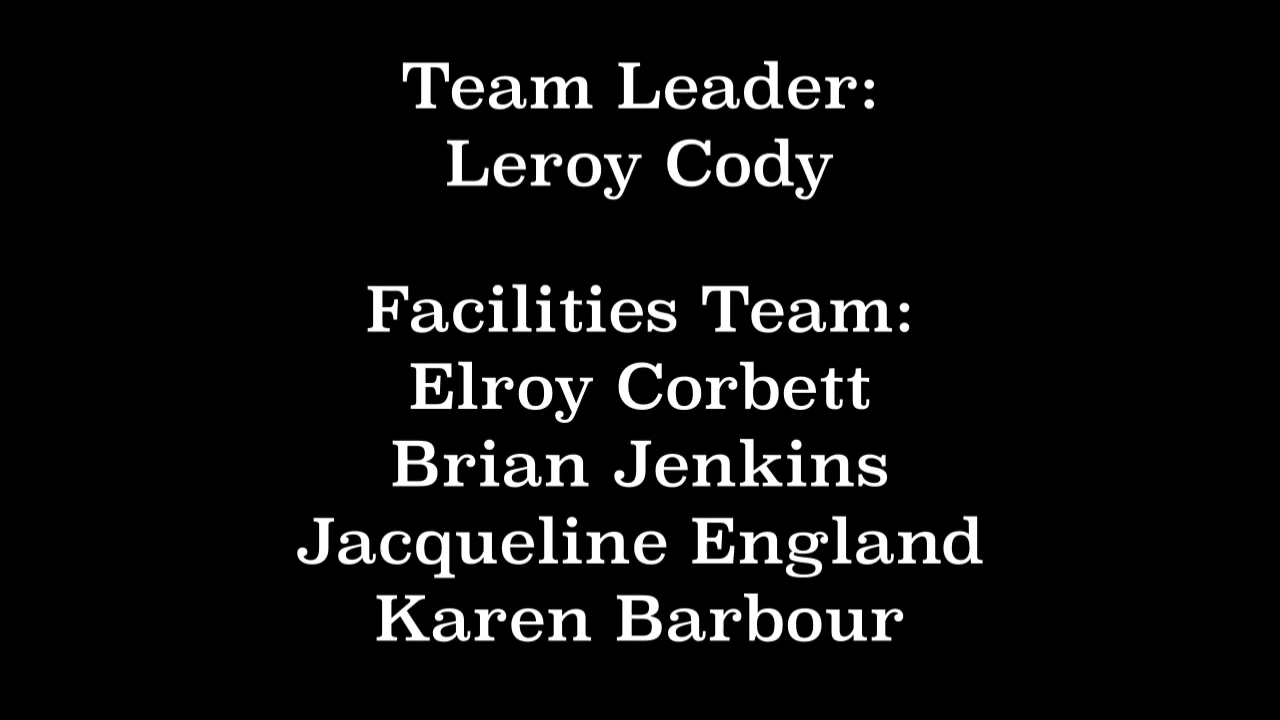 Team Leader:
Leroy Cody
Facilities Team:
Elroy Corbett
Brian Jenkins
Jacqueline England
Karen Barbour